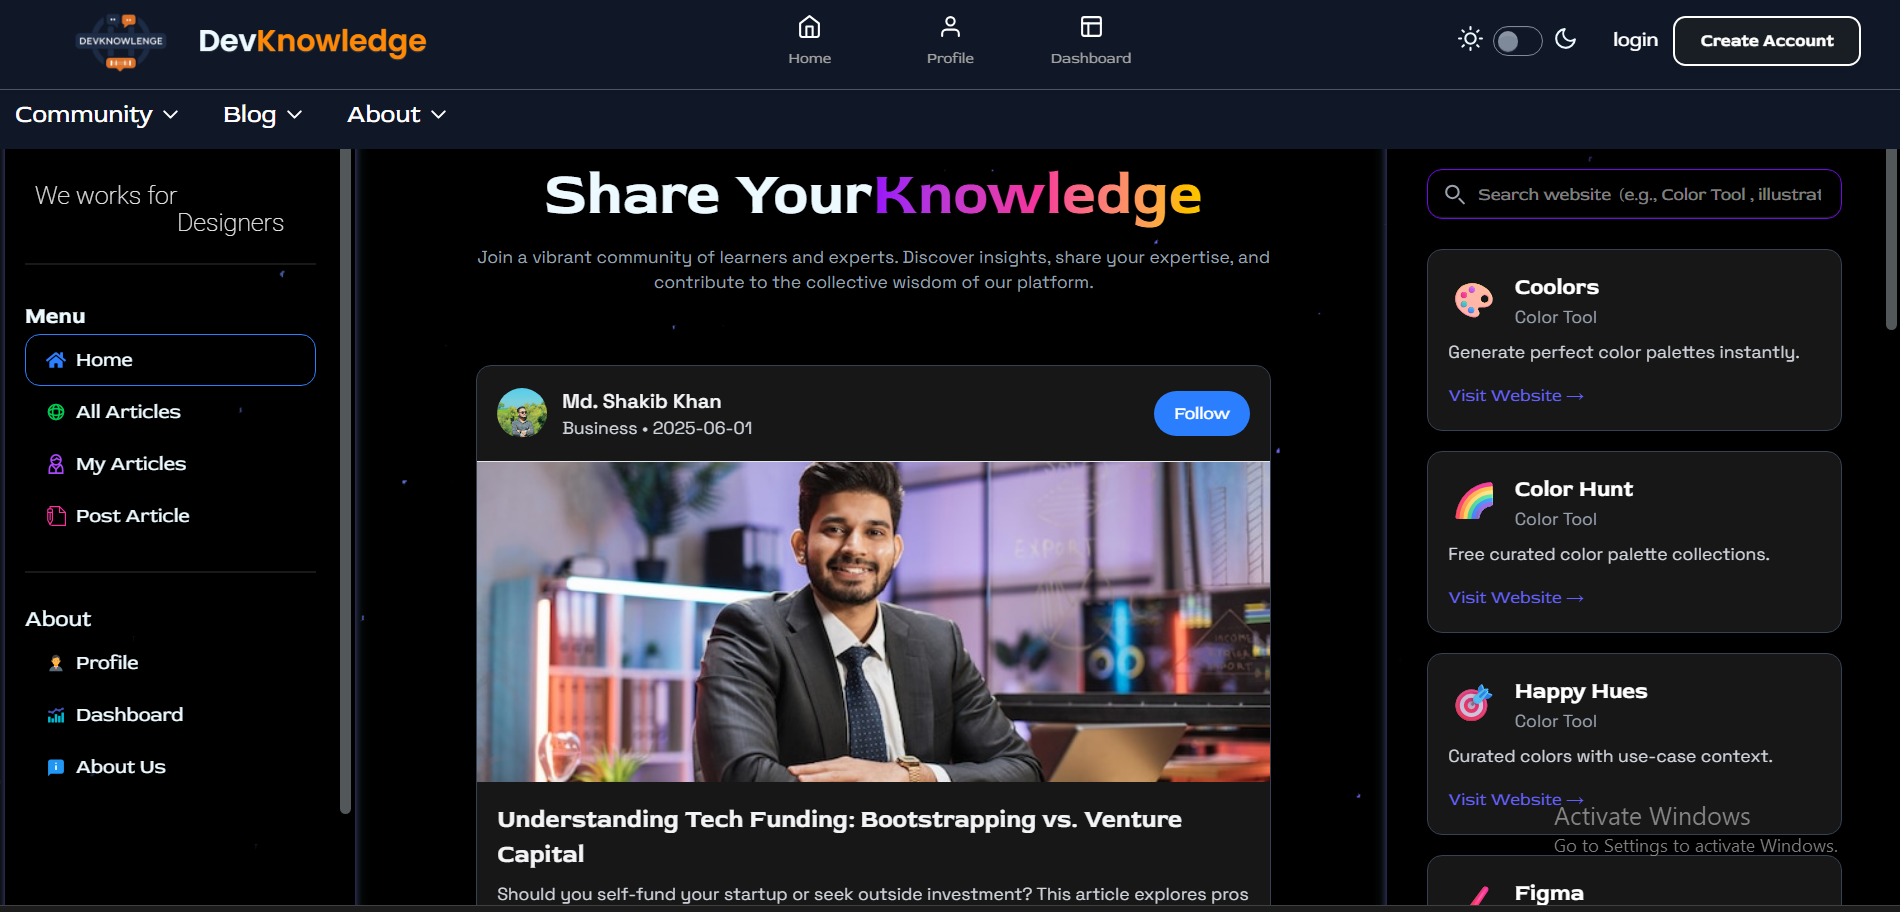 DEVKNOWLENGE
DevKnowledge
Home
Profile
Dashboard
login
Create Account
Community
Blog
About
We works for
Designers
Menu
Home
All Articles
My Articles
Post Article
About
Profile
Dashboard
About Us
Share YourKnowledge
Join a vibrant community of learners and experts. Discover insights, share your expertise, and
contribute to the collective wisdom of our platform.
Md. Shakib Khan
Business • 2025-06-01
Follow
EXPORT
Understanding Tech Funding: Bootstrapping vs. Venture
Capital
Should you self-fund your startup or seek outside investment? This article explores pros
Search website (e.g., Color Tool , illustrat
Coolors
Color Tool
Generate perfect color palettes instantly.
Visit Website →
Color Hunt
Color Tool
Free curated color palette collections.
Visit Website →
Happy Hues
Color Tool
Curated colors with use-case context.
Visit Website →
Activate Windows
Go to Settings to activate Windows.
Figma